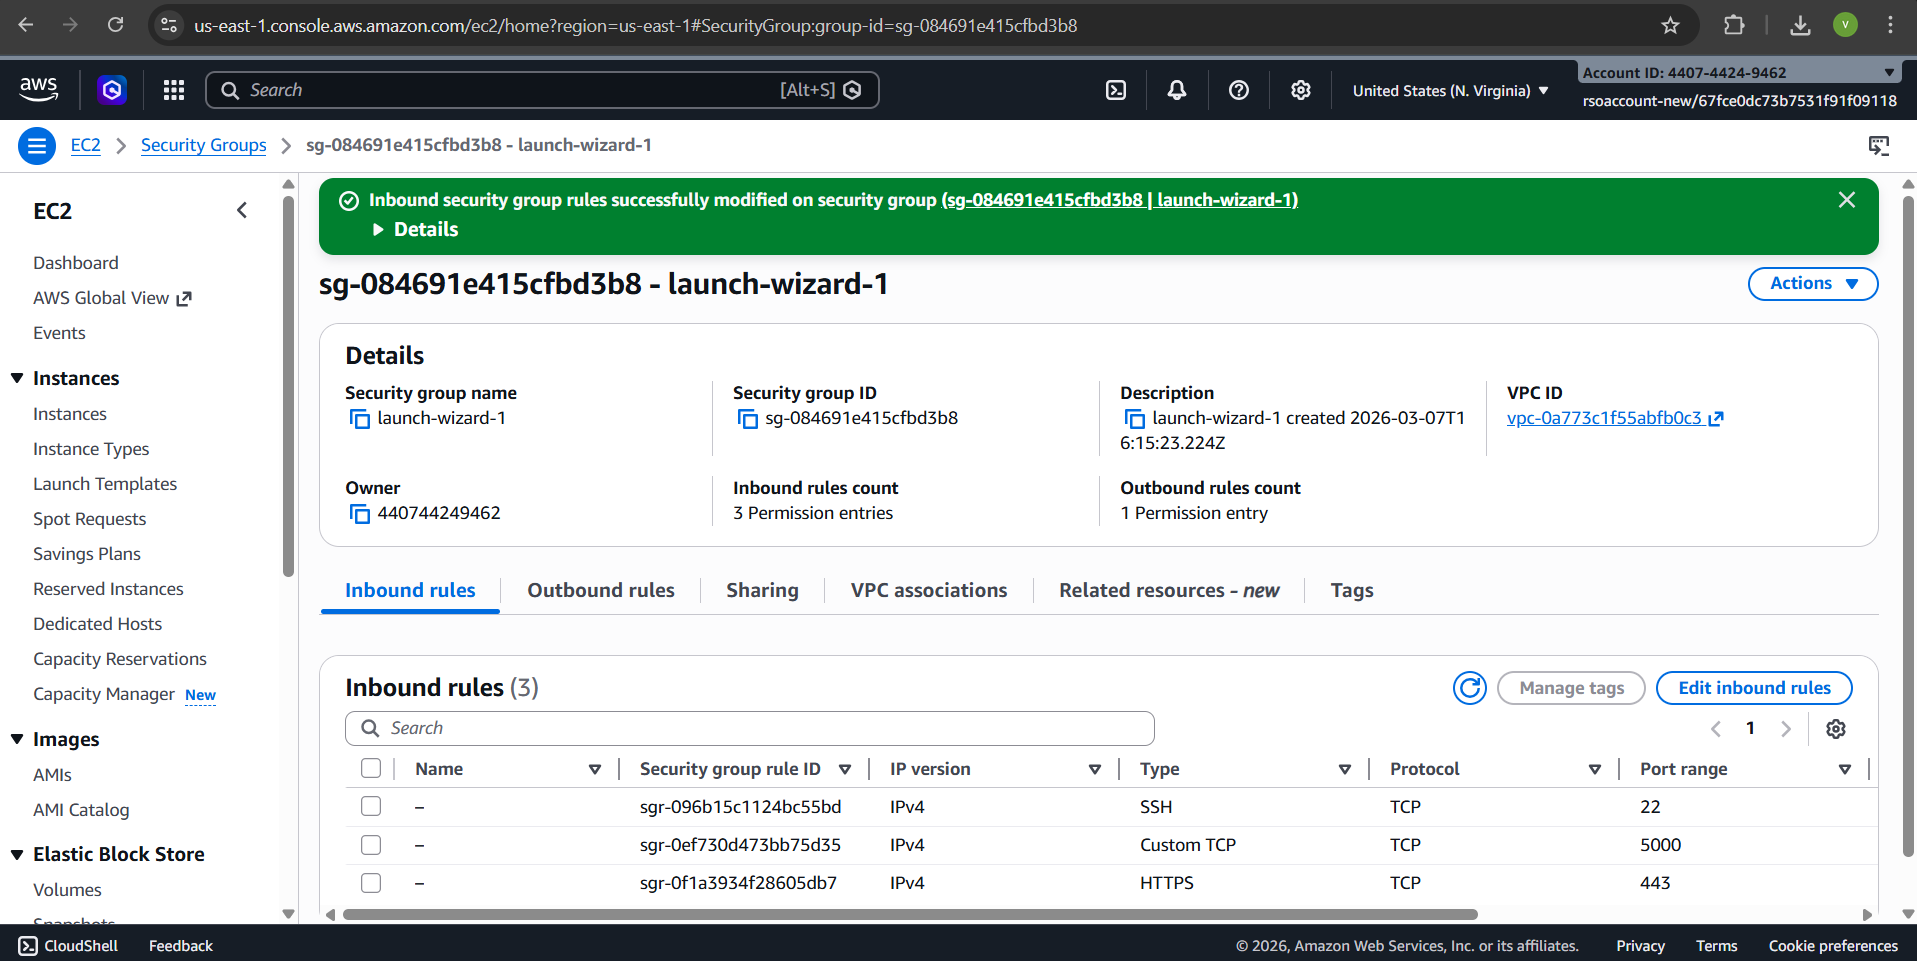 us-east-1.console.aws.amazon.com/ec2/home?region=us-east-1#SecurityGroup:group-id=sg-084691e415cfbd3b8
V
aws
Search
[Alt+S]
United States (N. Virginia)
Account ID: 4407-4424-9462
rsoaccount-new/67fce0dc73b7531f91f09118
EC2
Security Groups
sg-084691e415cfbd3b8 - launch-wizard-1
EC2
Dashboard
AWS Global View
Events
Instances
Instances
Instance Types
Launch Templates
Spot Requests
Savings Plans
Reserved Instances
Dedicated Hosts
Capacity Reservations
Capacity Manager New
Images
AMIs
AMI Catalog
Elastic Block Store
Volumes
Snapshots
Inbound security group rules successfully modified on security group (sg-084691e415cfbd3b8 | launch-wizard-1)
Details
sg-084691e415cfbd3b8 - launch-wizard-1
Actions
Details
Security group name
launch-wizard-1
Security group ID
sg-084691e415cfbd3b8
Description
launch-wizard-1 created 2026-03-07T1
6:15:23.224Z
VPC ID
vpc-0a773c1f55abfb0c3
Owner
440744249462
Inbound rules count
3 Permission entries
Outbound rules count
1 Permission entry
Inbound rules
Outbound rules
Sharing
VPC associations
Related resources - new
Tags
Inbound rules (3)
Manage tags
Edit inbound rules
Search
1
Name Security group rule ID IP version Type Protocol Port range
– sgr-096b15c1124bc55bd IPv4 SSH TCP 22
– sgr-0ef730d473bb75d35 IPv4 Custom TCP TCP 5000
– sgr-0f1a3934f28605db7 IPv4 HTTPS TCP 443
CloudShell
Feedback
© 2026, Amazon Web Services, Inc. or its affiliates.
Privacy
Terms
Cookie preferences